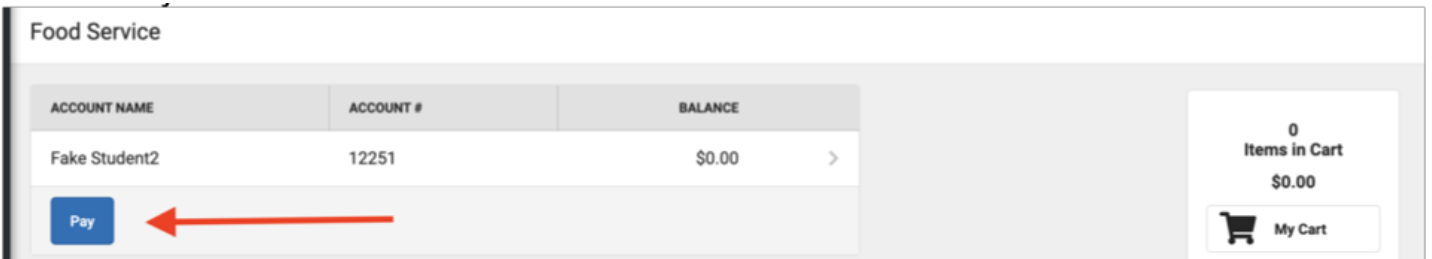 Food Service
ACCOUNT NAME ACCOUNT # BALANCE
Fake Student2 12251 $0.00
Pay
0
Items in Cart
$0.00
My Cart